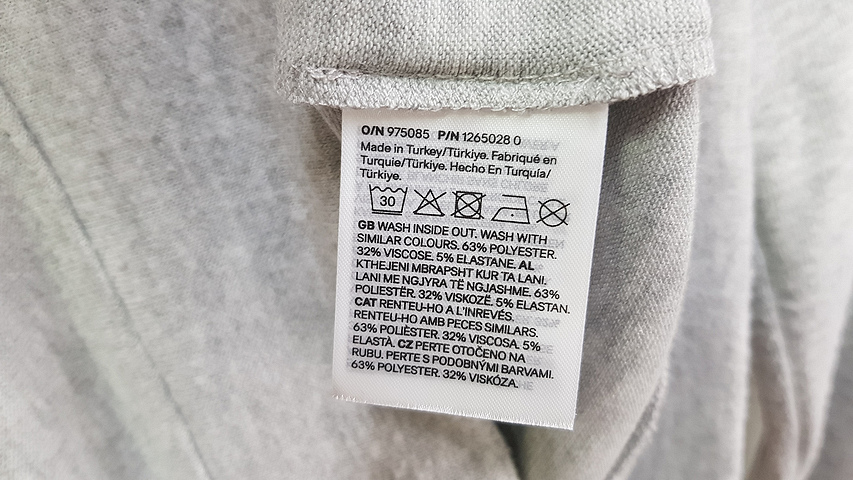 O/N 975085 P/N 1265028 0
Made in Turkey/Türkiye. Fabriqué en
Turquie/Türkiye. Hecho En Turquía/
Türkiye.
30
GB WASH INSIDE OUT. WASH WITH
SIMILAR COLOURS. 63% POLYESTER.
32% VISCOSE. 5% ELASTANE. AL
KTHEJENI MBRAPSHT KUR TA LANI.
LANI ME NGJYRA TË NGJASHME. 63%
POLIESTËR. 32% VISKOZË. 5% ELASTAN.
CAT RENTEU-HO A L'INREVÉS.
RENTEU-HO AMB PECES SIMILARS.
63% POLIÈSTER. 32% VISCOSA. 5%
ELASTÀ. CZ PERTE OTOČENO NA
RUBU. PERTE S PODOBNÝMI BARVAMI.
63% POLYESTER. 32% VISKÓZA.